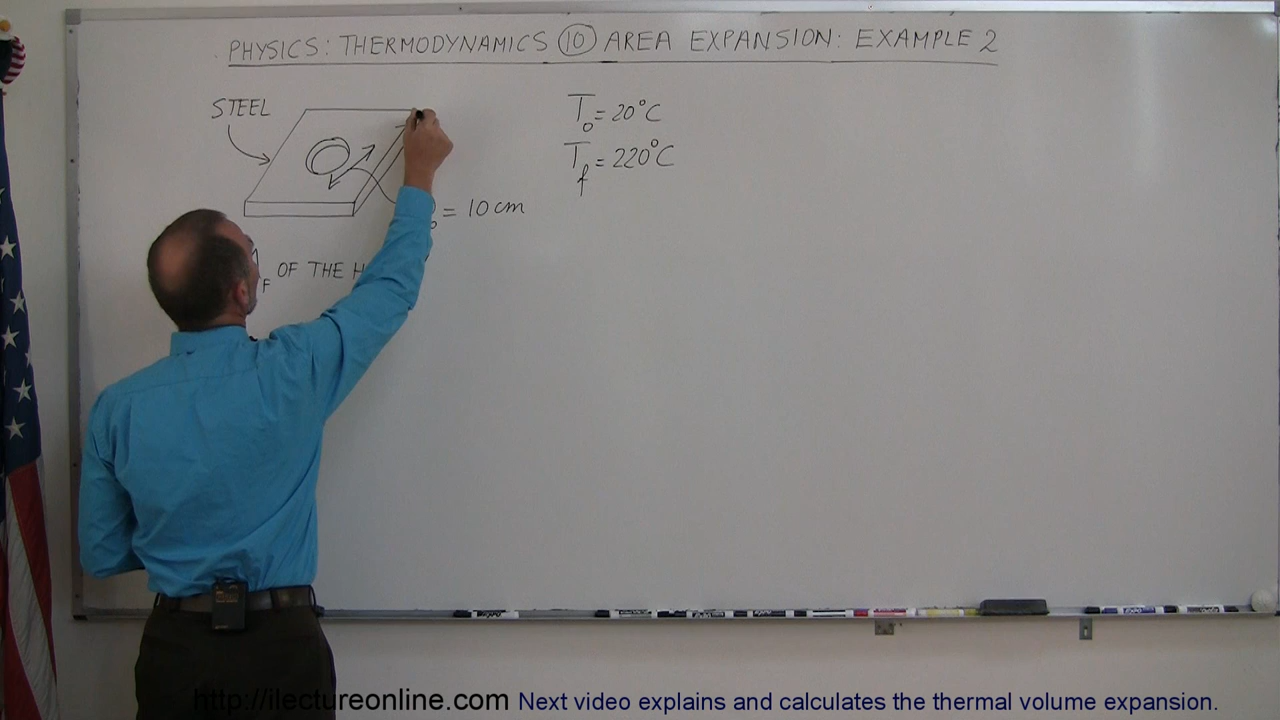 PHYSICS: THERMODYNAMICS 10 AREA EXPANSION: EXAMPLE 2
STEEL
T₀ = 20°C
T_f = 220°C
= 10 cm
OF THE
http://ilectureonline.com Next video explains and calculates the thermal volume expansion.